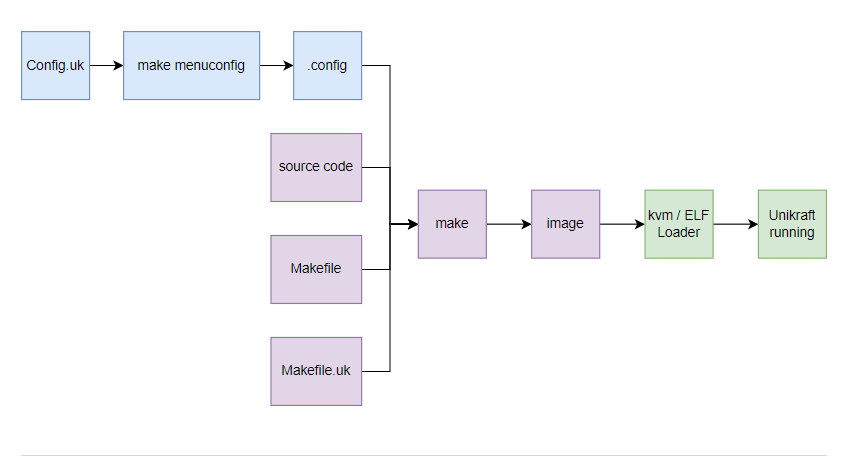 Config.uk
make menuconfig
.config
source code
Makefile
Makefile.uk
make
image
kvm / ELF
Loader
Unikraft
running